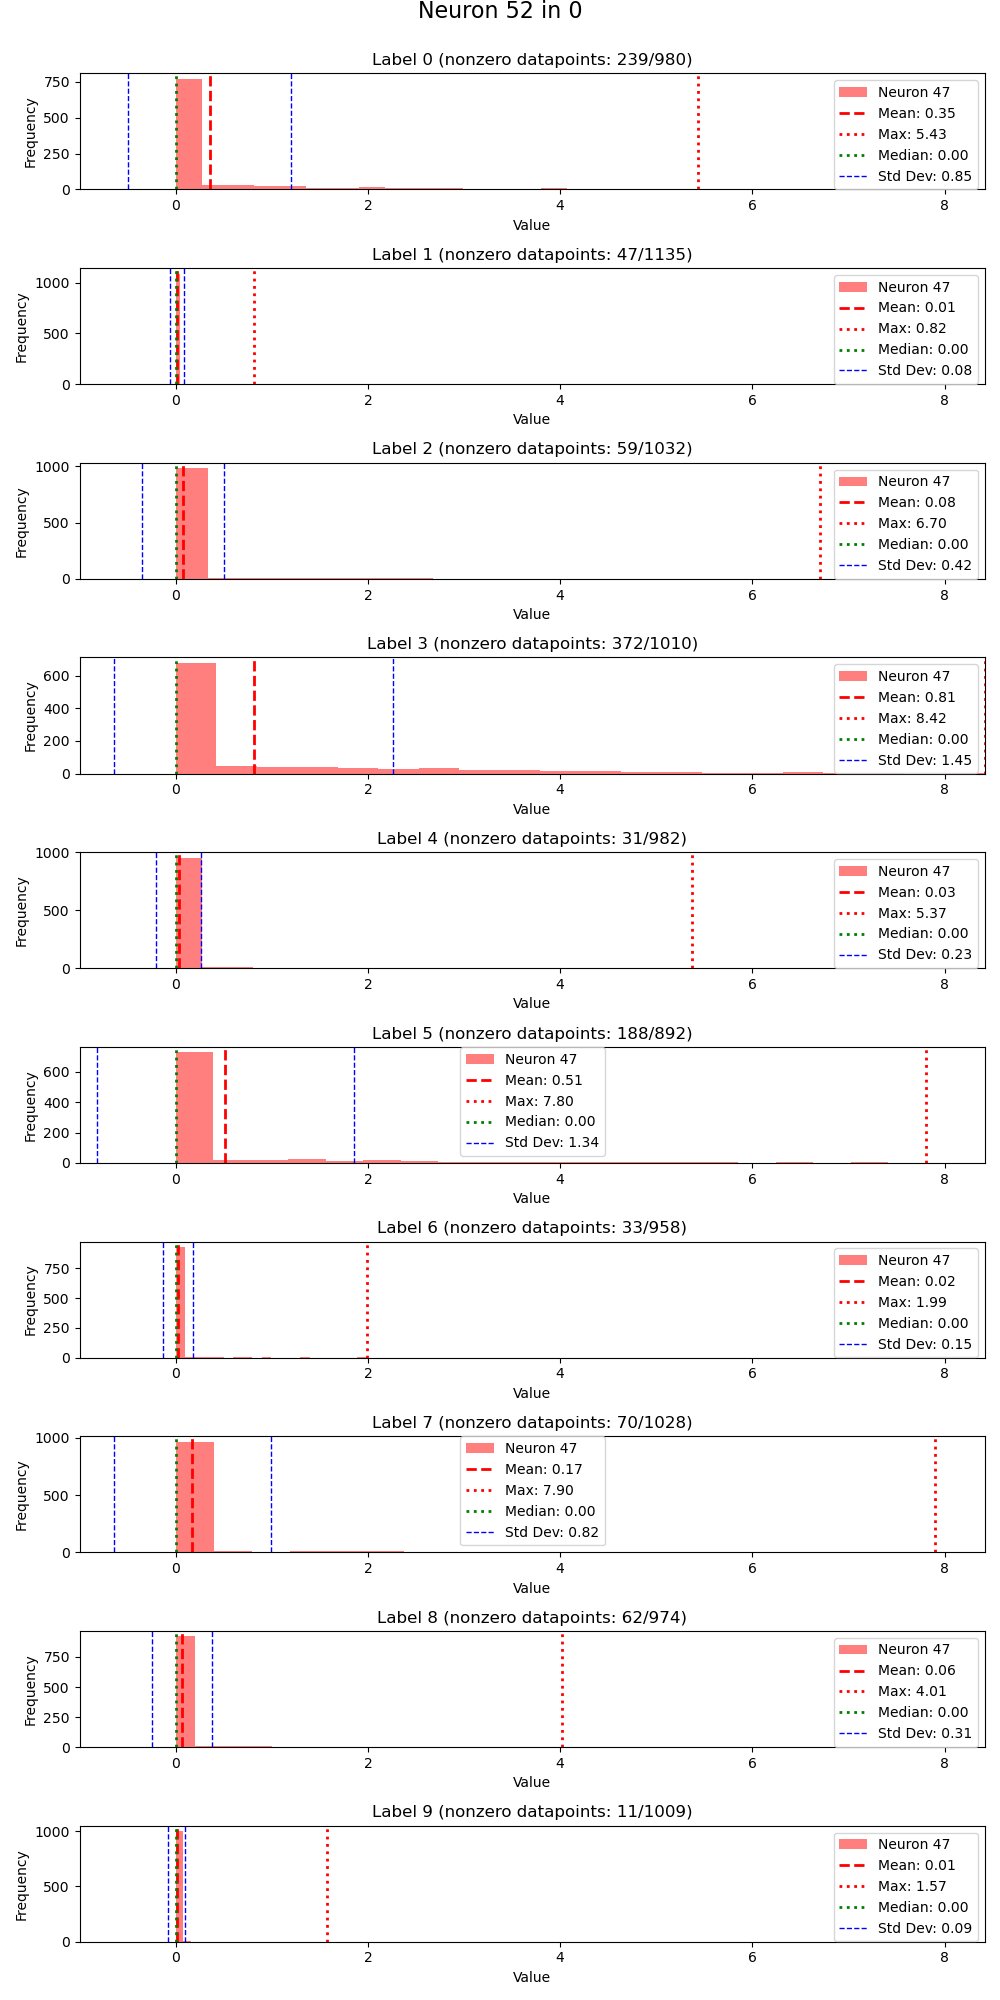 Neuron 52 in 0
Label 0 (nonzero datapoints: 239/980)
Frequency
750
500
250
0
Neuron 47
Mean: 0.35
Max: 5.43
Median: 0.00
Std Dev: 0.85
0 2 4 6 8
Value
Label 1 (nonzero datapoints: 47/1135)
Frequency
1000
500
0
Neuron 47
Mean: 0.01
Max: 0.82
Median: 0.00
Std Dev: 0.08
0 2 4 6 8
Value
Label 2 (nonzero datapoints: 59/1032)
Frequency
1000
500
0
Neuron 47
Mean: 0.08
Max: 6.70
Median: 0.00
Std Dev: 0.42
0 2 4 6 8
Value
Label 3 (nonzero datapoints: 372/1010)
Frequency
600
400
200
0
Neuron 47
Mean: 0.81
Max: 8.42
Median: 0.00
Std Dev: 1.45
0 2 4 6 8
Value
Label 4 (nonzero datapoints: 31/982)
Frequency
1000
500
0
Neuron 47
Mean: 0.03
Max: 5.37
Median: 0.00
Std Dev: 0.23
0 2 4 6 8
Value
Label 5 (nonzero datapoints: 188/892)
Frequency
600
400
200
0
Neuron 47
Mean: 0.51
Max: 7.80
Median: 0.00
Std Dev: 1.34
0 2 4 6 8
Value
Label 6 (nonzero datapoints: 33/958)
Frequency
750
500
250
0
Neuron 47
Mean: 0.02
Max: 1.99
Median: 0.00
Std Dev: 0.15
0 2 4 6 8
Value
Label 7 (nonzero datapoints: 70/1028)
Frequency
1000
500
0
Neuron 47
Mean: 0.17
Max: 7.90
Median: 0.00
Std Dev: 0.82
0 2 4 6 8
Value
Label 8 (nonzero datapoints: 62/974)
Frequency
750
500
250
0
Neuron 47
Mean: 0.06
Max: 4.01
Median: 0.00
Std Dev: 0.31
0 2 4 6 8
Value
Label 9 (nonzero datapoints: 11/1009)
Frequency
1000
500
0
Neuron 47
Mean: 0.01
Max: 1.57
Median: 0.00
Std Dev: 0.09
0 2 4 6 8
Value